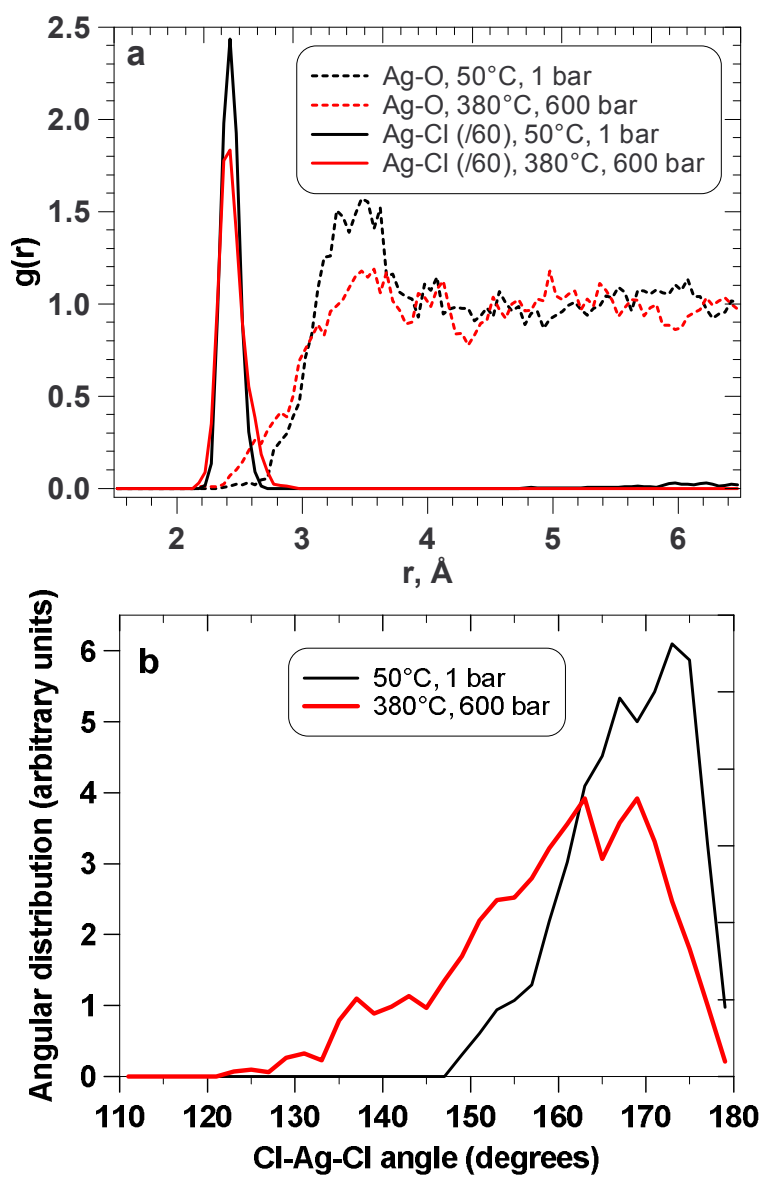 a
2.5
2.0
1.5
1.0
0.5
0.0
g(r)
Ag-O, 50°C, 1 bar
Ag-O, 380°C, 600 bar
Ag-Cl (/60), 50°C, 1 bar
Ag-Cl (/60), 380°C, 600 bar
2 3 4 5 6
r, Å
b
6
5
4
3
2
1
0
Angular distribution (arbitrary units)
50°C, 1 bar
380°C, 600 bar
110 120 130 140 150 160 170 180
Cl-Ag-Cl angle (degrees)